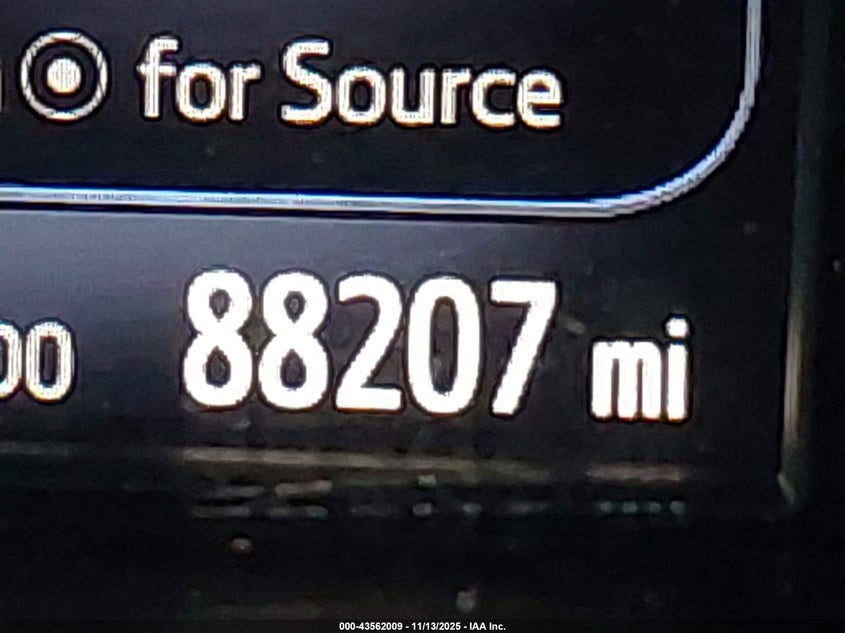 for Source
00 88207 mi
000-43562009 - 11/13/2025 - IAA Inc.